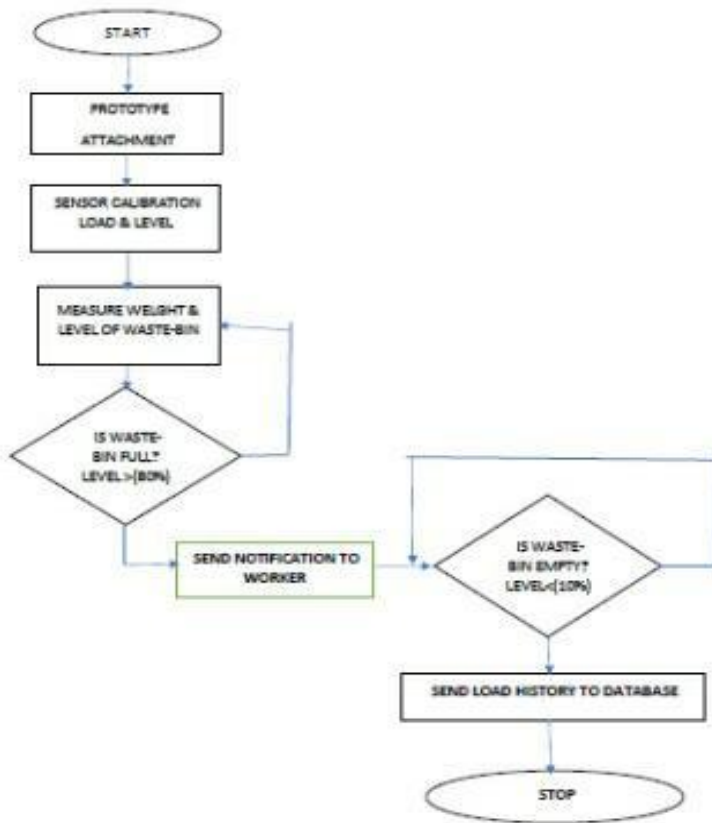 START
PROTOTYPE
ATTACHMENT
SENSOR CALIBRATION
LOAD & LEVEL
MEASURE WEIGHT &
LEVEL OF WASTE-BIN
IS WASTE-
BIN FULL?
LEVEL>(80%)
SEND NOTIFICATION TO
WORKER
IS WASTE-
BIN EMPTY?
LEVEL<(10%)
SEND LOAD HISTORY TO DATABASE
STOP